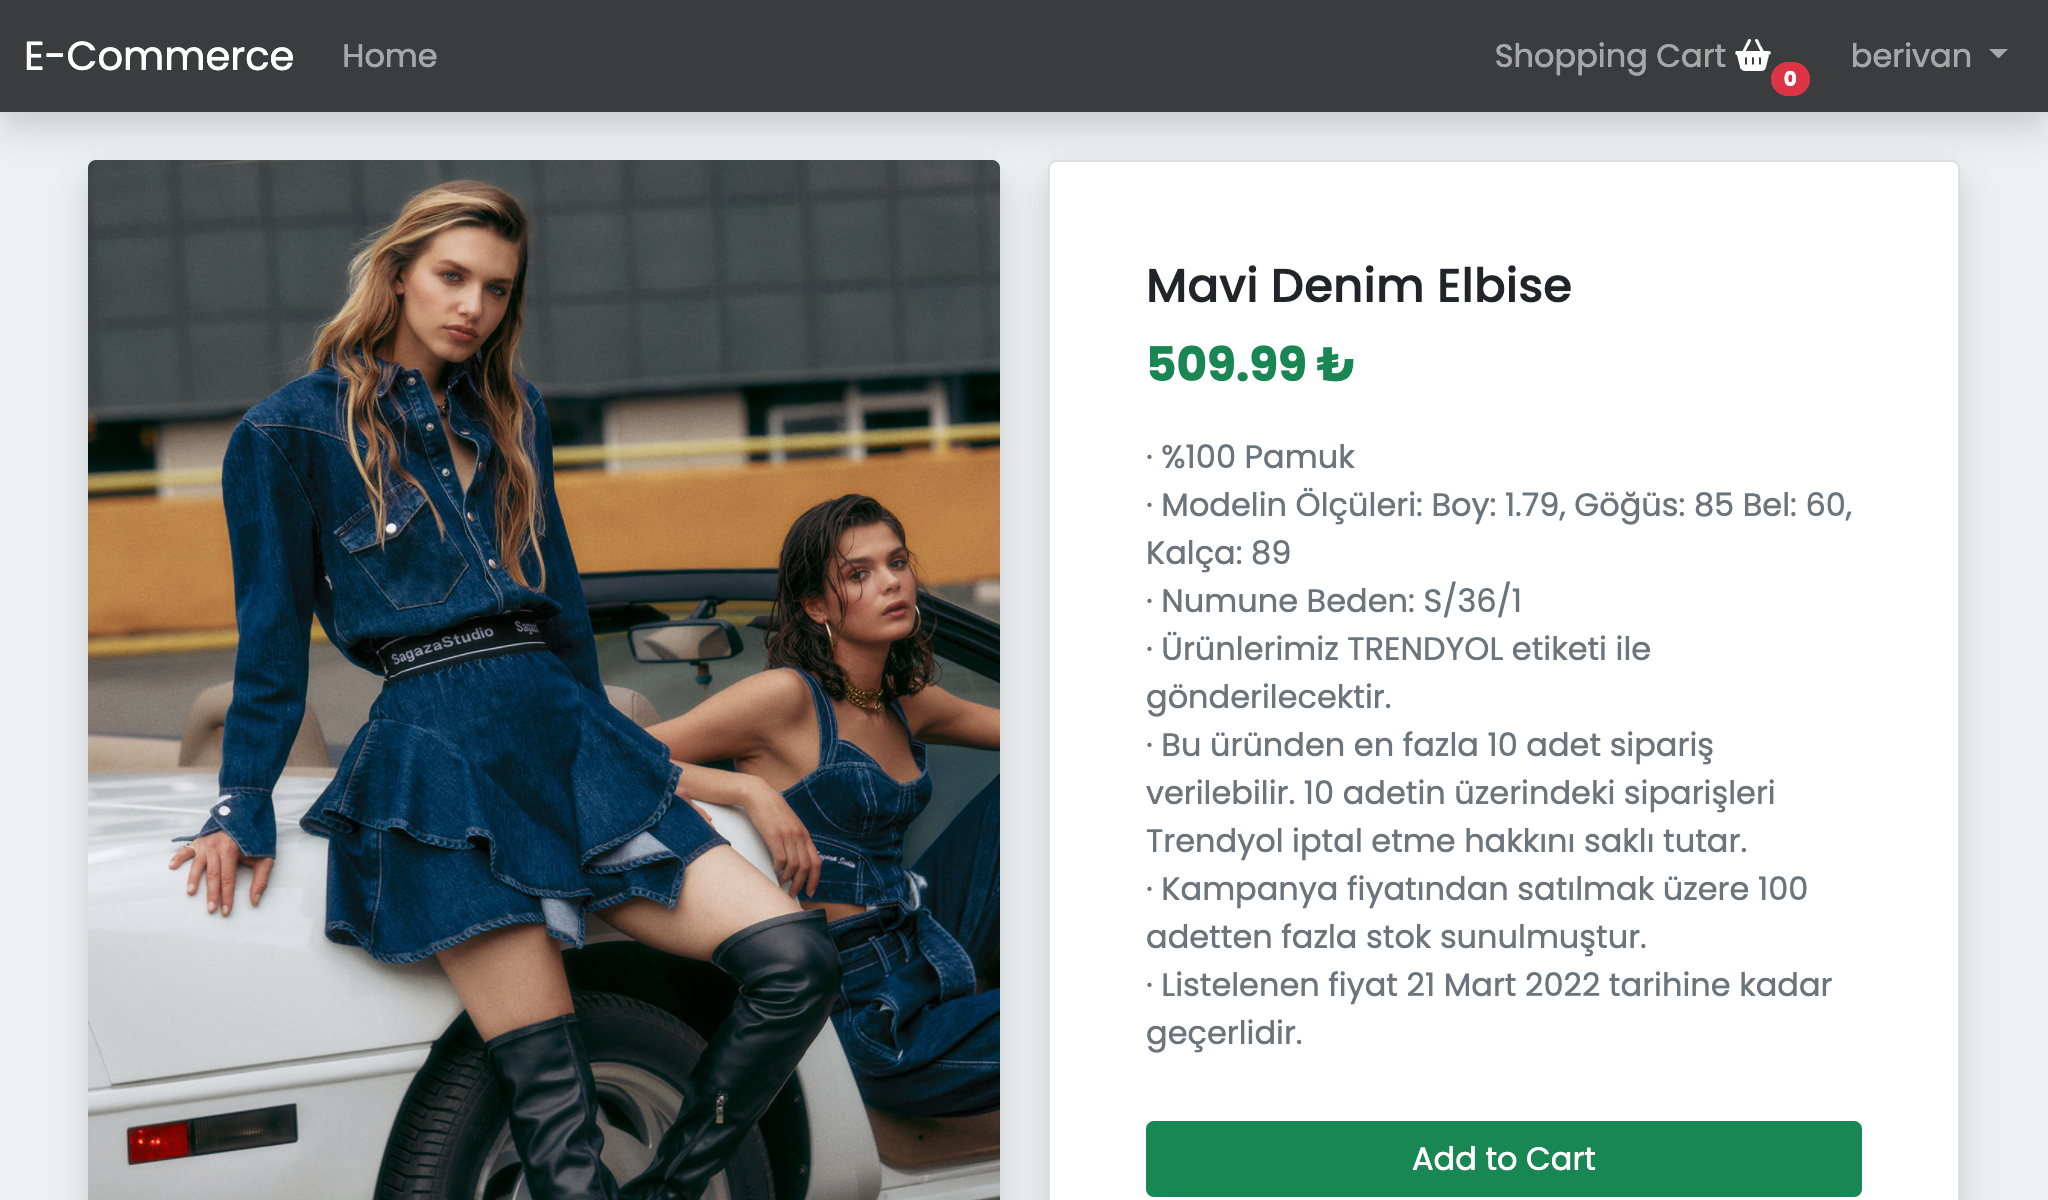 E-Commerce Home Shopping Cart berivan
0
Mavi Denim Elbise
509.99 ₺
· %100 Pamuk
· Modelin Ölçüleri: Boy: 1.79, Göğüs: 85 Bel: 60,
Kalça: 89
· Numune Beden: S/36/1
· Ürünlerimiz TRENDYOL etiketi ile
gönderilecektir.
· Bu üründen en fazla 10 adet sipariş
verilebilir. 10 adetin üzerindeki siparişleri
Trendyol iptal etme hakkını saklı tutar.
· Kampanya fiyatından satılmak üzere 100
adetten fazla stok sunulmuştur.
· Listelenen fiyat 21 Mart 2022 tarihine kadar
geçerlidir.
Add to Cart
SagazaStudio